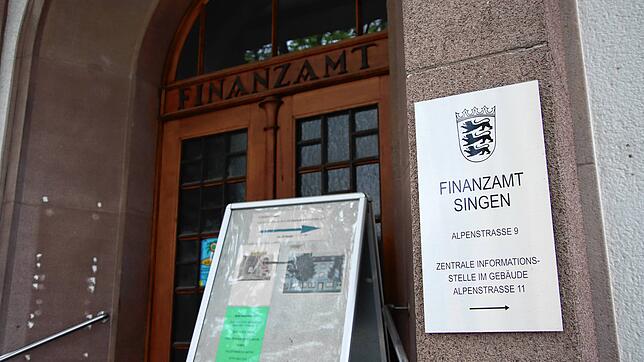 FINANZAMT
FINANZAMT
SINGEN
ALPENSTRASSE 9
ZENTRALE INFORMATIONS-
STELLE IM GEBÄUDE
ALPENSTRASSE 11